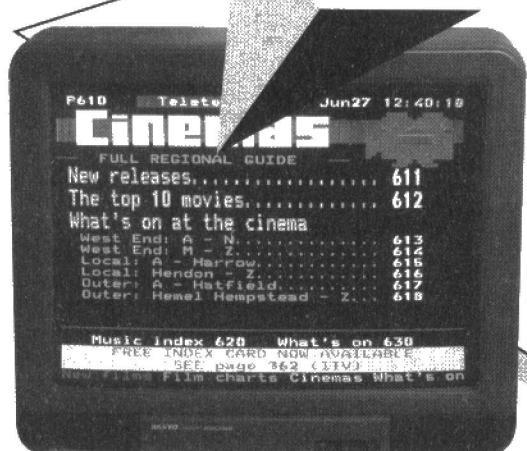 P610 Telete Jun27 12:40:10
Cinemas
FULL REGIONAL GUIDE
New releases................. 611
The top 10 movies............ 612
What's on at the cinema
West End: A - N............ 613
West End: M - Z............ 614
Local: A - Harrow.......... 615
Local: Hendon - Z.......... 616
Outer: A - Hatfield........ 617
Outer: Hemel Hempstead - Z... 618
Music index 620 What's on 630
FREE INDEX CARD NOW AVAILABLE
SEE page 362 (ITV)
films Film charts Cinemas What's on
SANYO